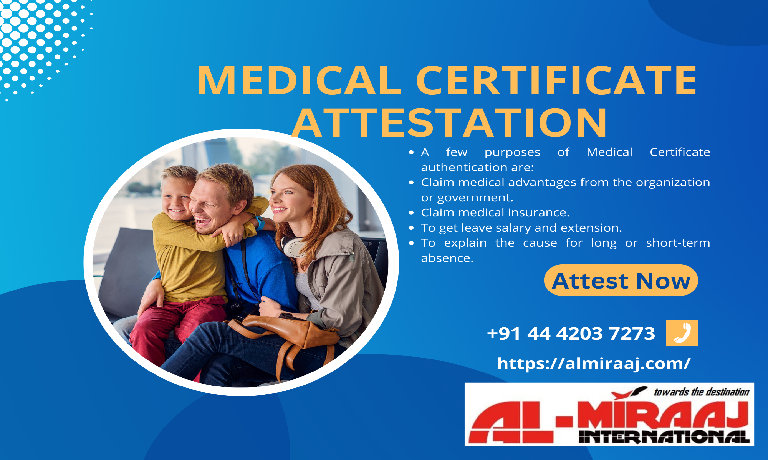 MEDICAL CERTIFICATE
ATTESTATION
• A few purposes of Medical Certificate
authentication are:
• Claim medical advantages from the organization
or government.
• Claim medical insurance.
• To get leave salary and extension.
• To explain the cause for long or short-term
absence.
Attest Now
+91 44 4203 7273
https://almiraaj.com/
towards the destination
AL-MIRAAJ
INTERNATIONAL